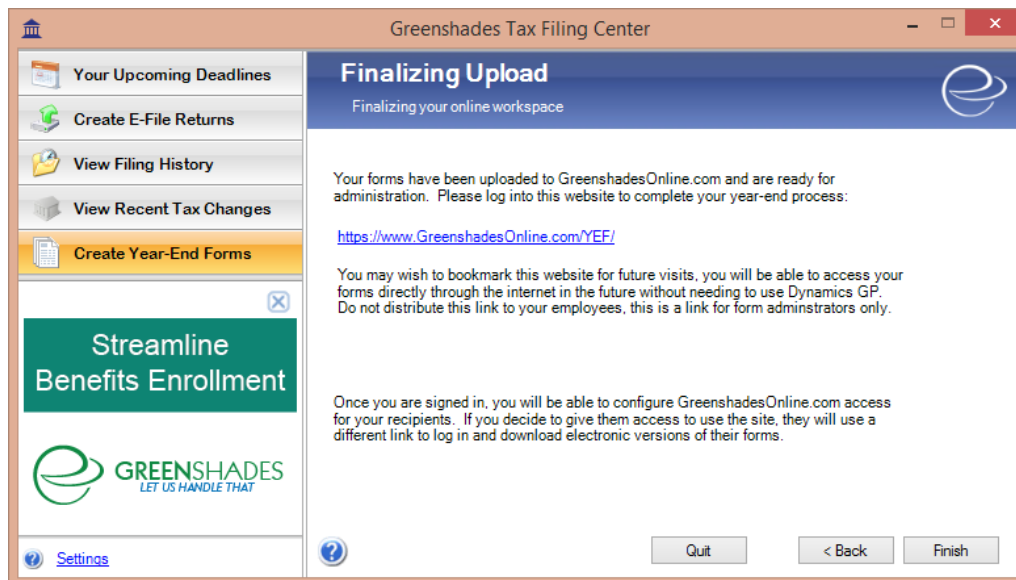 Greenshades Tax Filing Center
Your Upcoming Deadlines
Create E-File Returns
View Filing History
View Recent Tax Changes
Create Year-End Forms
Streamline
Benefits Enrollment
GREENSHADES
LET US HANDLE THAT
Settings
Finalizing Upload
Finalizing your online workspace
Your forms have been uploaded to GreenshadesOnline.com and are ready for
administration. Please log into this website to complete your year-end process:
https://www.GreenshadesOnline.com/YEF/
You may wish to bookmark this website for future visits, you will be able to access your
forms directly through the internet in the future without needing to use Dynamics GP.
Do not distribute this link to your employees, this is a link for form adminstrators only.
Once you are signed in, you will be able to configure GreenshadesOnline.com access
for your recipients. If you decide to give them access to use the site, they will use a
different link to log in and download electronic versions of their forms.
Quit
< Back
Finish